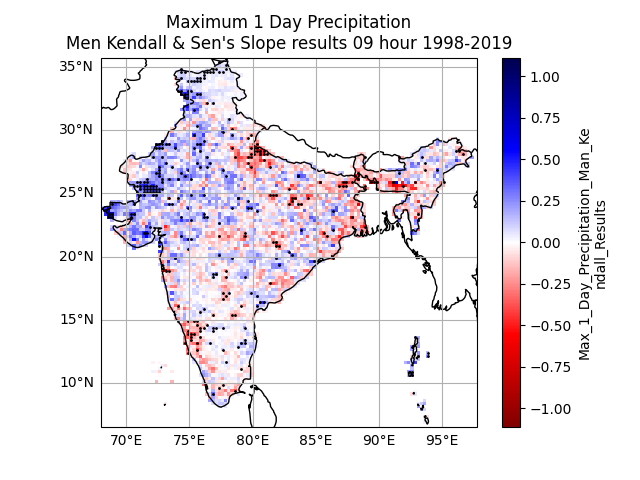 Maximum 1 Day Precipitation
Men Kendall & Sen's Slope results 09 hour 1998-2019
35°N
30°N
25°N
20°N
15°N
10°N
70°E
75°E
80°E
85°E
90°E
95°E
1.00
0.75
0.50
0.25
0.00
−0.25
−0.50
−0.75
−1.00
Max_1_Day_Precipitation_Man_Ke
ndall_Results